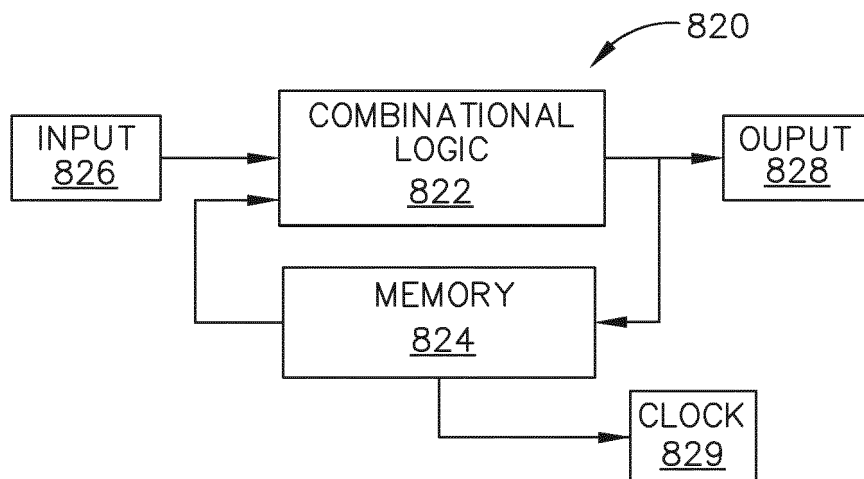 820
INPUT
826
COMBINATIONAL
LOGIC
822
OUPUT
828
MEMORY
824
CLOCK
829